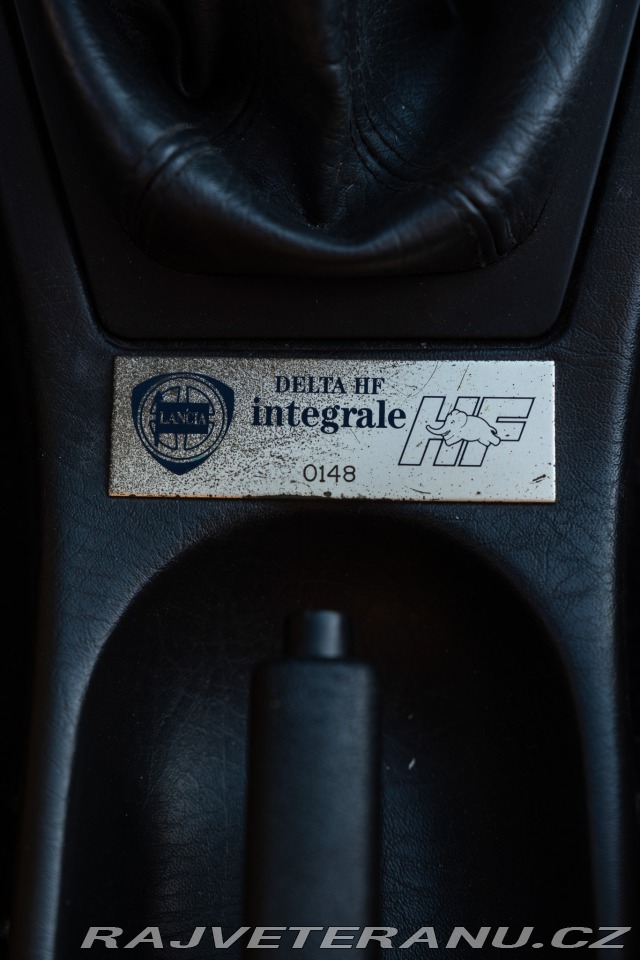 LANCIA
DELTA HF
integrale
HF
0148
RAJVETERANU.CZ